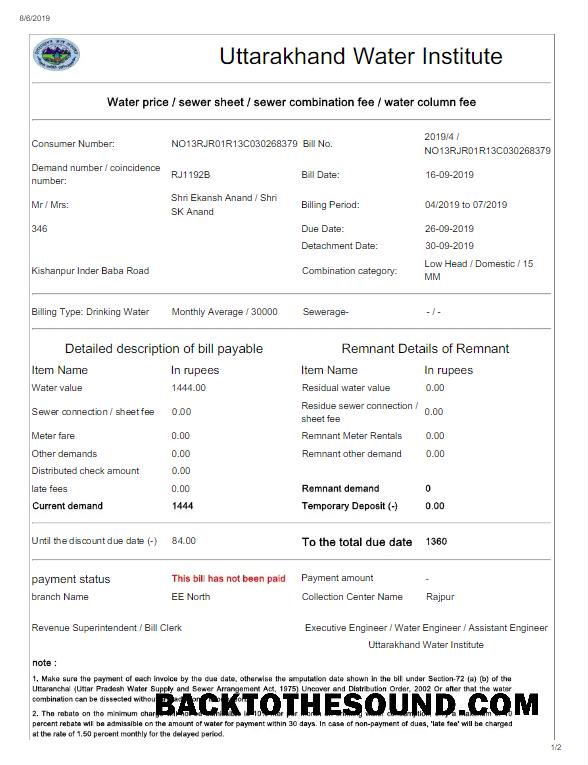 8/6/2019
Uttarakhand Water Institute
Water price / sewer sheet / sewer combination fee / water column fee
Consumer Number: NO13RJR01R13C030268379 Bill No. 2019/4 /
NO13RJR01R13C030268379
Demand number / coincidence
number: RJ1192B Bill Date: 16-09-2019
Mr / Mrs: Shri Ekansh Anand / Shri
SK Anand Billing Period: 04/2019 to 07/2019
346 Due Date: 26-09-2019
Detachment Date: 30-09-2019
Kishanpur Inder Baba Road Combination category: Low Head / Domestic / 15
MM
Billing Type: Drinking Water Monthly Average / 30000 Sewerage- - / -
Detailed description of bill payable Remnant Details of Remnant
Item Name In rupees Item Name In rupees
Water value 1444.00 Residual water value 0.00
Sewer connection / sheet fee 0.00 Residue sewer connection /
sheet fee 0.00
Meter fare 0.00 Remnant Meter Rentals 0.00
Other demands 0.00 Remnant other demand 0.00
Distributed check amount 0.00
late fees 0.00 Remnant demand 0
Current demand 1444 Temporary Deposit (-) 0.00
Until the discount due date (-) 84.00 To the total due date 1360
payment status This bill has not been paid Payment amount -
branch Name EE North Collection Center Name Rajpur
Revenue Superintendent / Bill Clerk Executive Engineer / Water Engineer / Assistant Engineer
Uttarakhand Water Institute
note :
1. Make sure the payment of each invoice by the due date, otherwise the amputation date shown in the bill under Section-72 (a) (b) of the
Uttaranchal (Uttar Pradesh Water Supply and Sewer Arrangement Act, 1975) Uncover and Distribution Order, 2002 Or after that the water
combination can be dissected without
BACKTOTHESOUND.COM
2. The rebate on the minimum
percent rebate will be admissible on the amount of water for payment within 30 days. In case of non-payment of dues, 'late fee' will be charged
at the rate of 1.50 percent monthly for the delayed period.
1/2